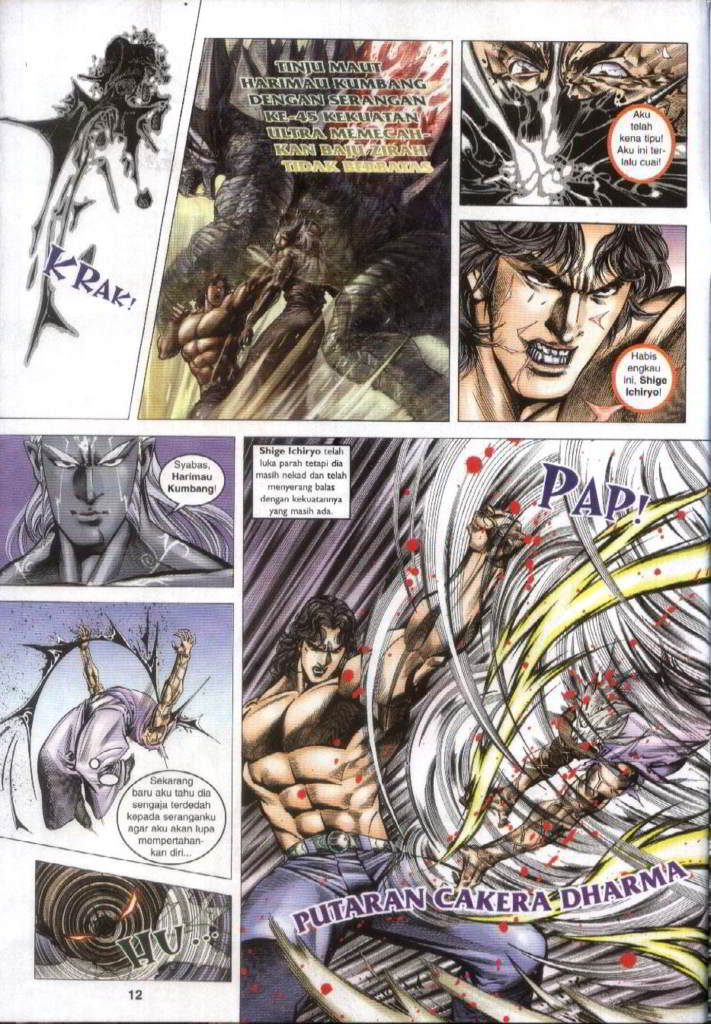 KRAK!
TINJU MAUT
HARIMAU KUMBANG
DENGAN SERANGAN
KE-45 KEKUATAN
ULTRA MEMECAH-
KAN BAJU ZIRAH
TIDAK BERBATAS
Aku
telah
kena tipu!
Aku ini ter-
lalu cuai!
Habis
engkau
ini, Shige
Ichiryo!
Syabas,
Harimau
Kumbang!
Sekarang
baru aku tahu dia
sengaja terdedah
kepada seranganku
agar aku akan lupa
mempertahan-
kan diri...
HU...
Shige Ichiryo telah
luka parah tetapi dia
masih nekad dan telah
menyerang balas
dengan kekuatannya
yang masih ada.
PAP!
PUTARAN CAKERA DHARMA
12